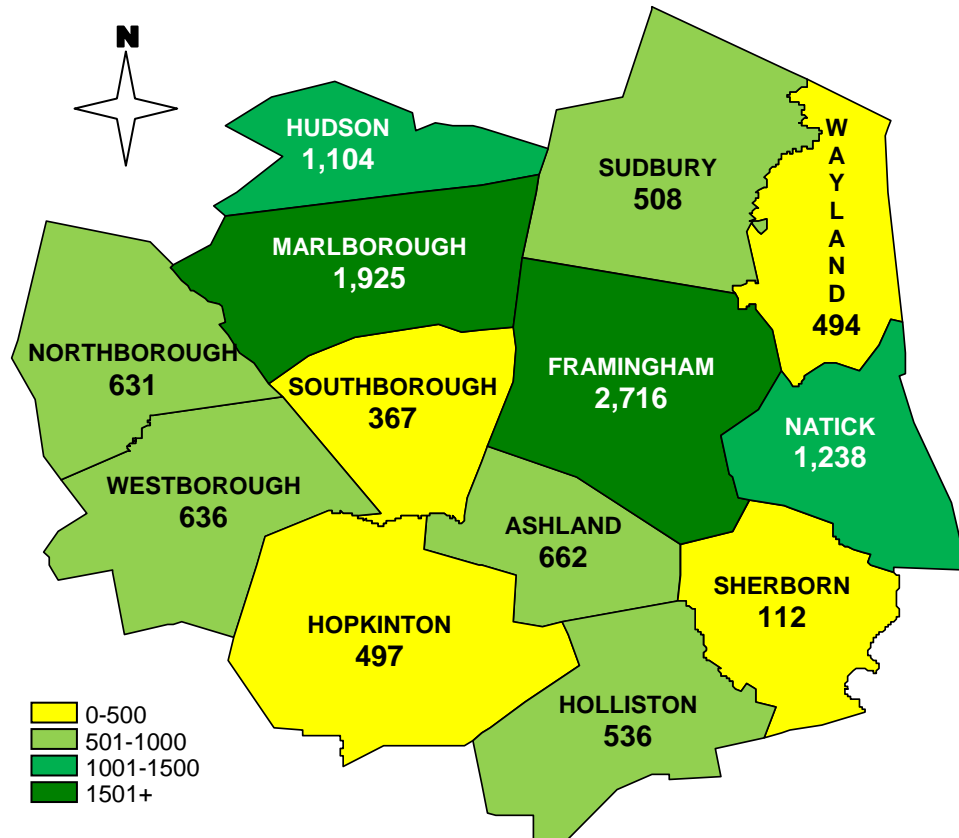 N
HUDSON
1,104
SUDBURY
508
W
A
Y
L
A
N
D
494
MARLBOROUGH
1,925
NORTHBOROUGH
631
SOUTHBOROUGH
367
FRAMINGHAM
2,716
NATICK
1,238
WESTBOROUGH
636
ASHLAND
662
SHERBORN
112
HOPKINTON
497
HOLLISTON
536
0-500
501-1000
1001-1500
1501+